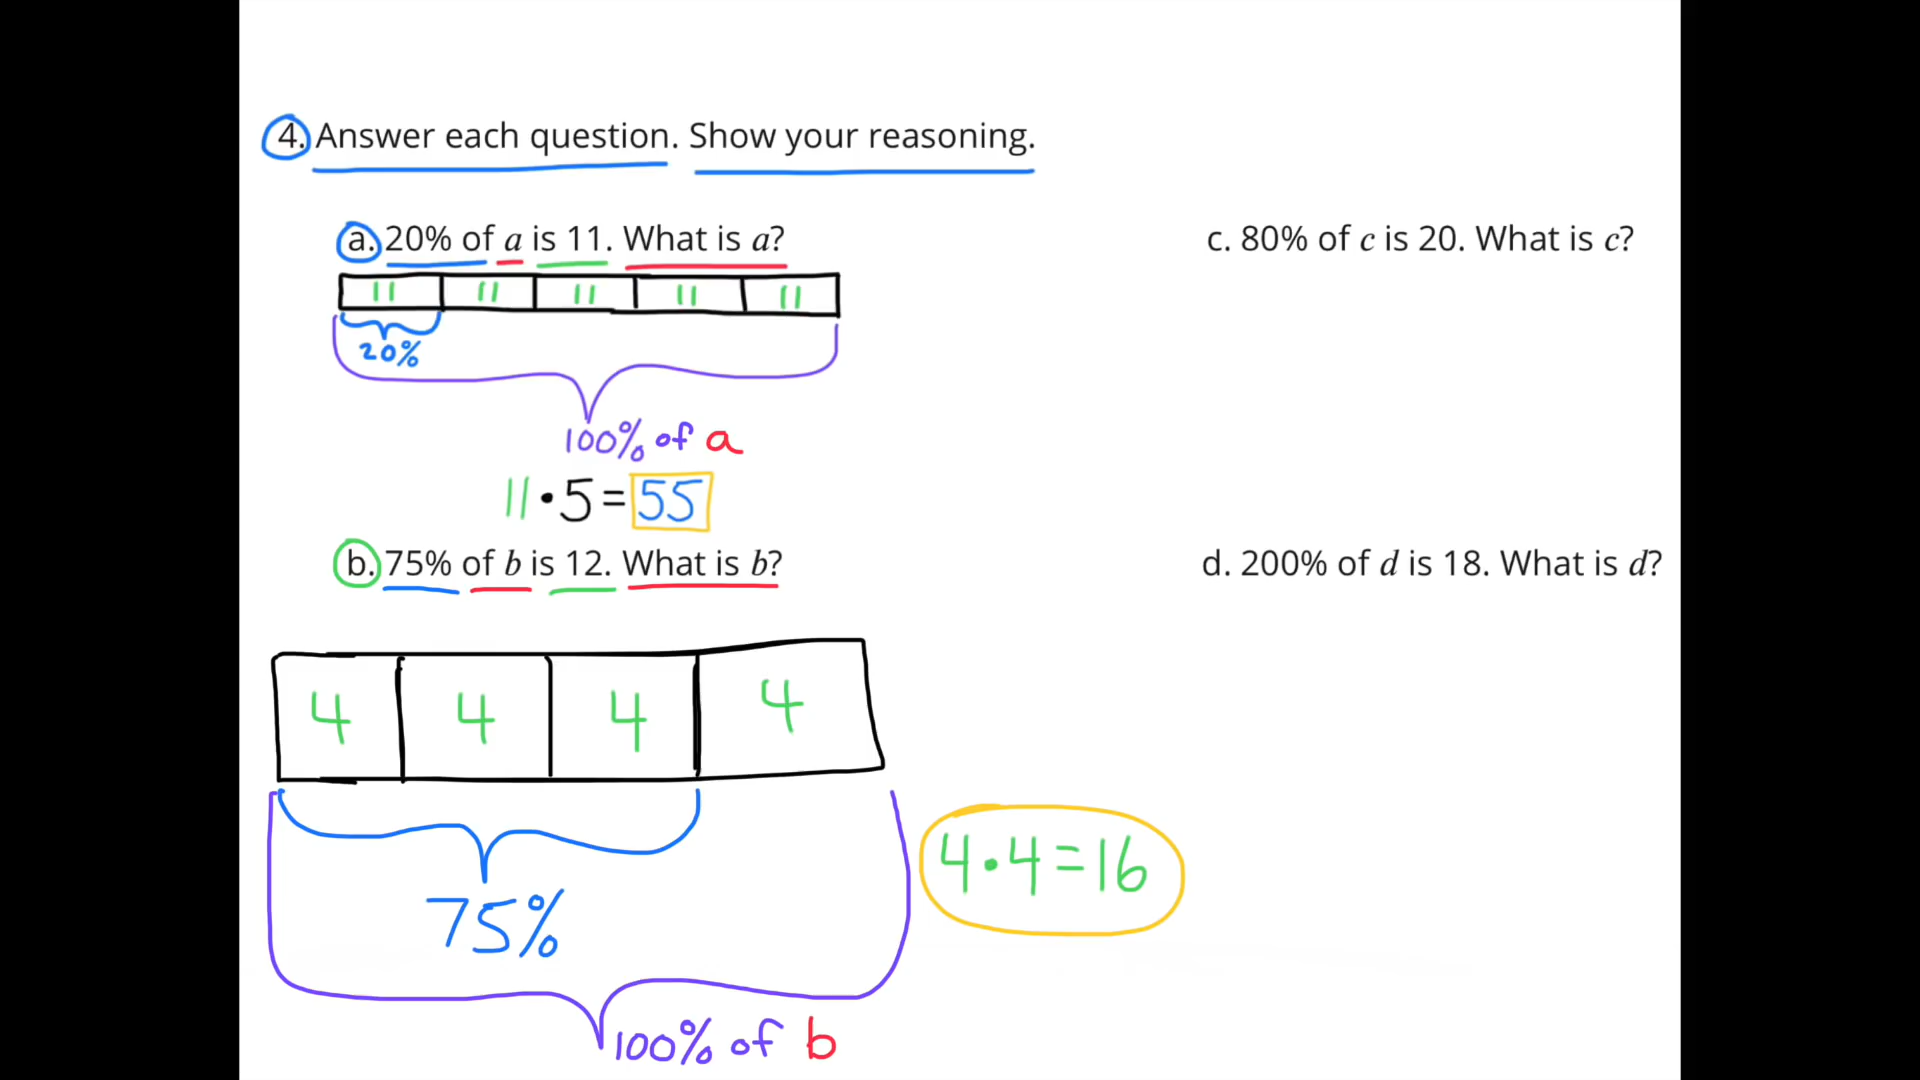 4. Answer each question. Show your reasoning.
a. 20% of a is 11. What is a?
11 11 11 11 11
20%
100% of a
11 • 5 = 55
b. 75% of b is 12. What is b?
4 4 4 4
75%
4 • 4 = 16
100% of b
c. 80% of c is 20. What is c?
d. 200% of d is 18. What is d?